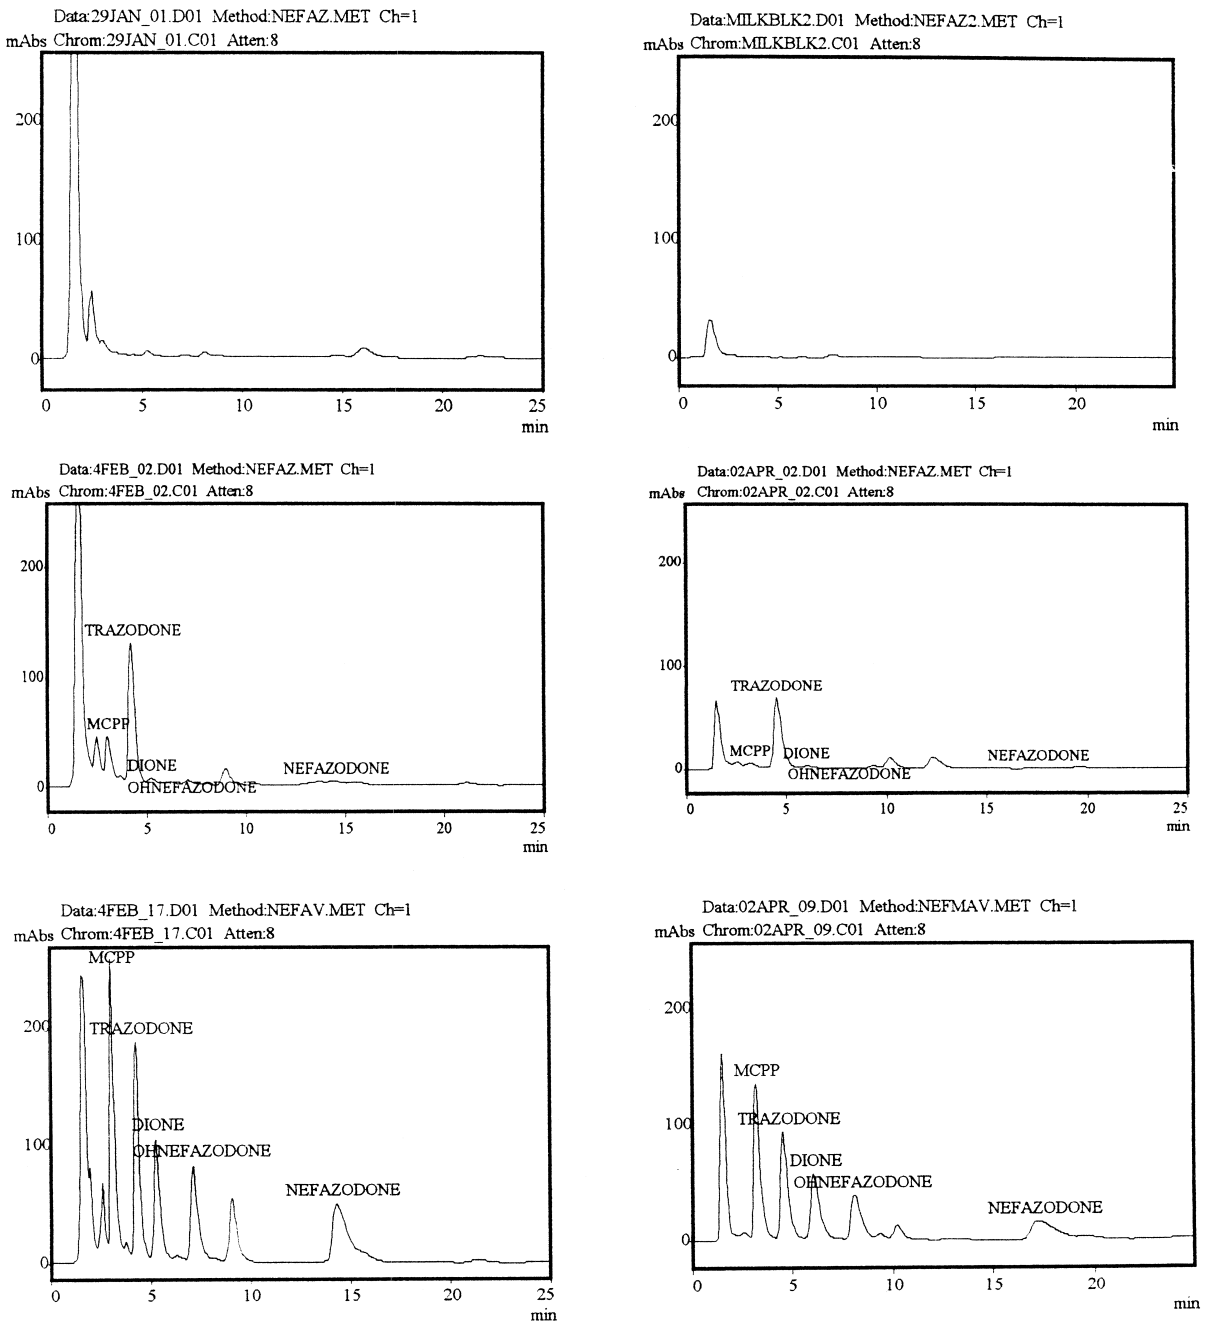 Data:29JAN_01.D01 Method:NEFAZ.MET Ch=1
mAbs Chrom:29JAN_01.C01 Atten:8
200
100
0
0 5 10 15 20 25
min
Data:MILKBLK2.D01 Method:NEFAZ2.MET Ch=1
mAbs Chrom:MILKBLK2.C01 Atten:8
200
100
0
0 5 10 15 20
min
Data:4FEB_02.D01 Method:NEFAZ.MET Ch=1
mAbs Chrom:4FEB_02.C01 Atten:8
200
TRAZODONE
100
MCPP
DIONE
NEFAZODONE
0
OHNEFAZODONE
0 5 10 15 20 25
min
Data:02APR_02.D01 Method:NEFAZ.MET Ch=1
mAbs Chrom:02APR_02.C01 Atten:8
200
100
TRAZODONE
MCPP
DIONE
NEFAZODONE
0
OHNEFAZODONE
0 5 10 15 20 25
min
Data:4FEB_17.D01 Method:NEFAV.MET Ch=1
mAbs Chrom:4FEB_17.C01 Atten:8
MCPP
200
TRAZODONE
DIONE
100
OHNEFAZODONE
NEFAZODONE
0
0 5 10 15 20 25
min
Data:02APR_09.D01 Method:NEFMAV.MET Ch=1
mAbs Chrom:02APR_09.C01 Atten:8
200
MCPP
100
TRAZODONE
DIONE
OHNEFAZODONE
NEFAZODONE
0
0 5 10 15 20
min